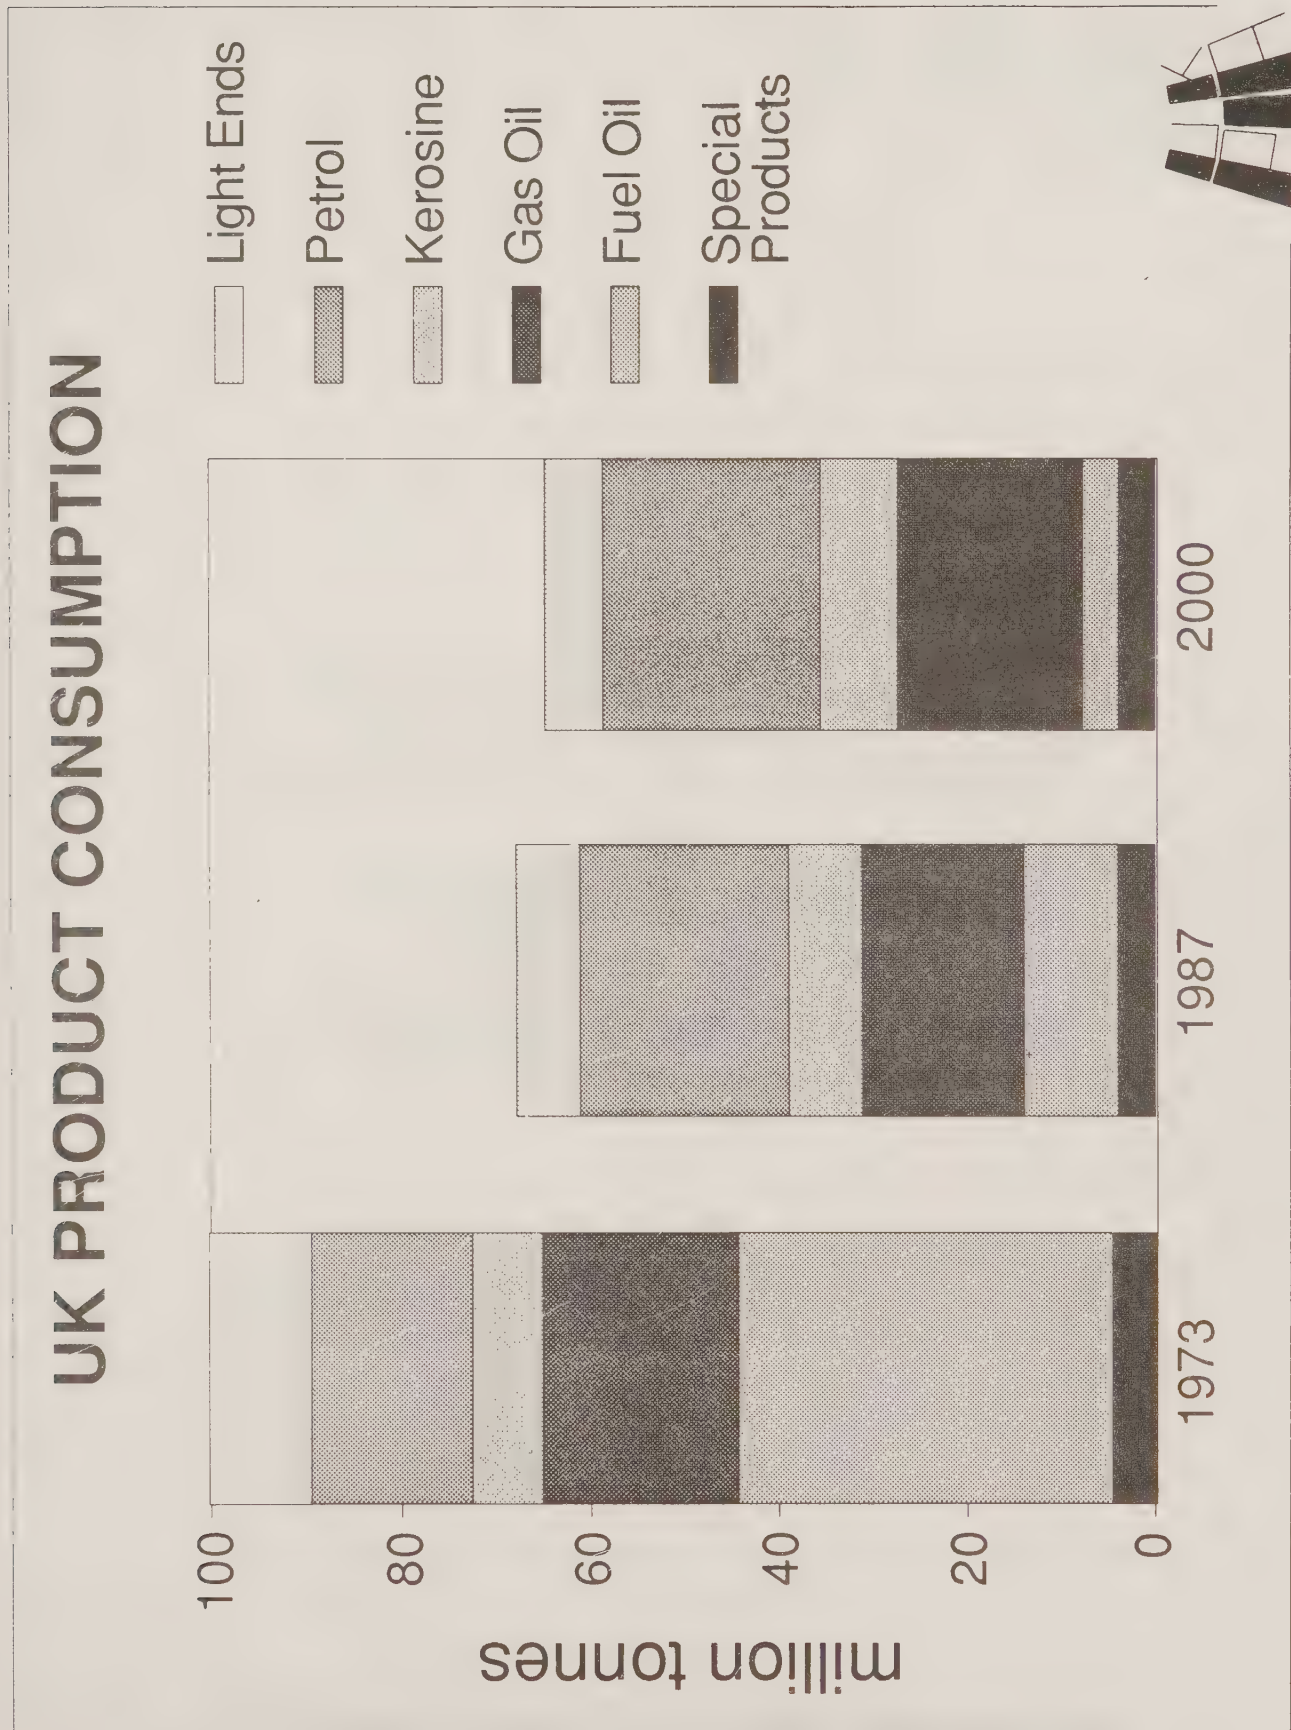 UK PRODUCT CONSUMPTION
million tonnes
100
80
60
40
20
0
1973
1987
2000
Light Ends
Petrol
Kerosine
Gas Oil
Fuel Oil
Special
Products